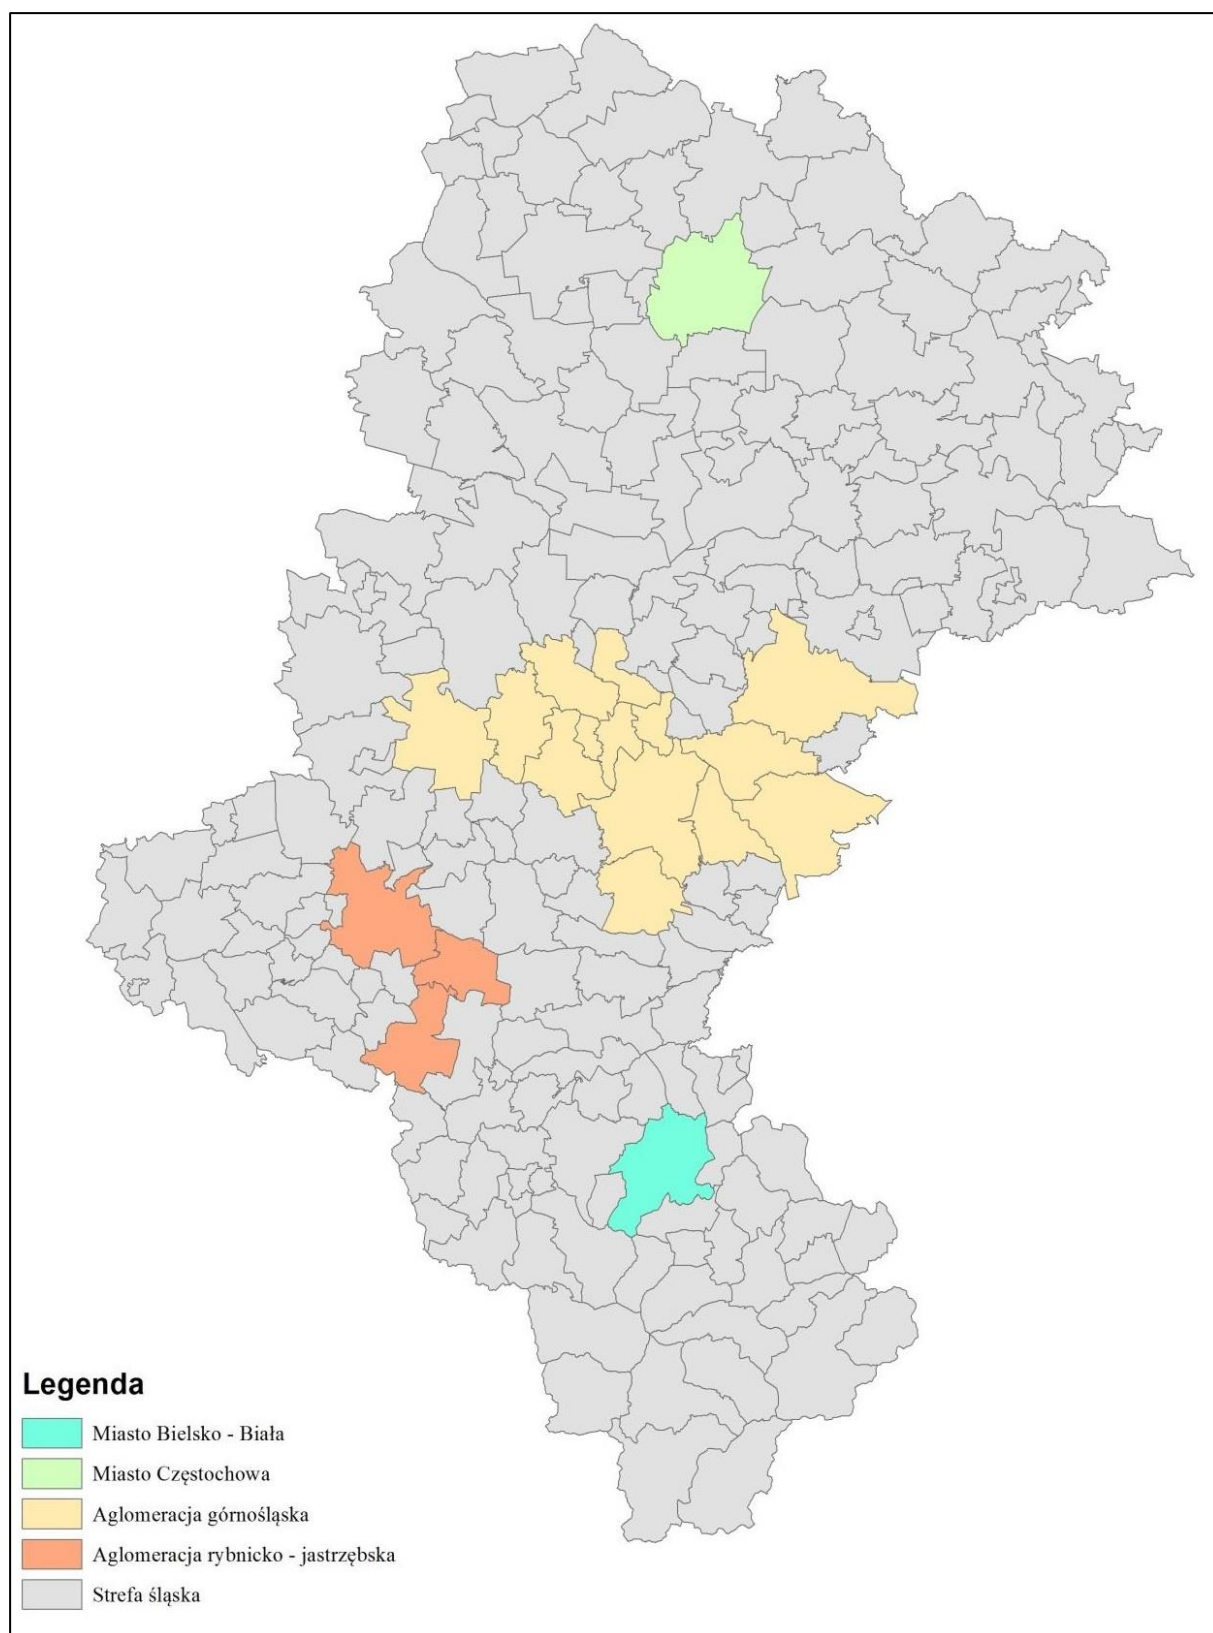 Legenda
Miasto Bielsko - Biała
Miasto Częstochowa
Aglomeracja górnośląska
Aglomeracja rybnicko - jastrzębska
Strefa śląska